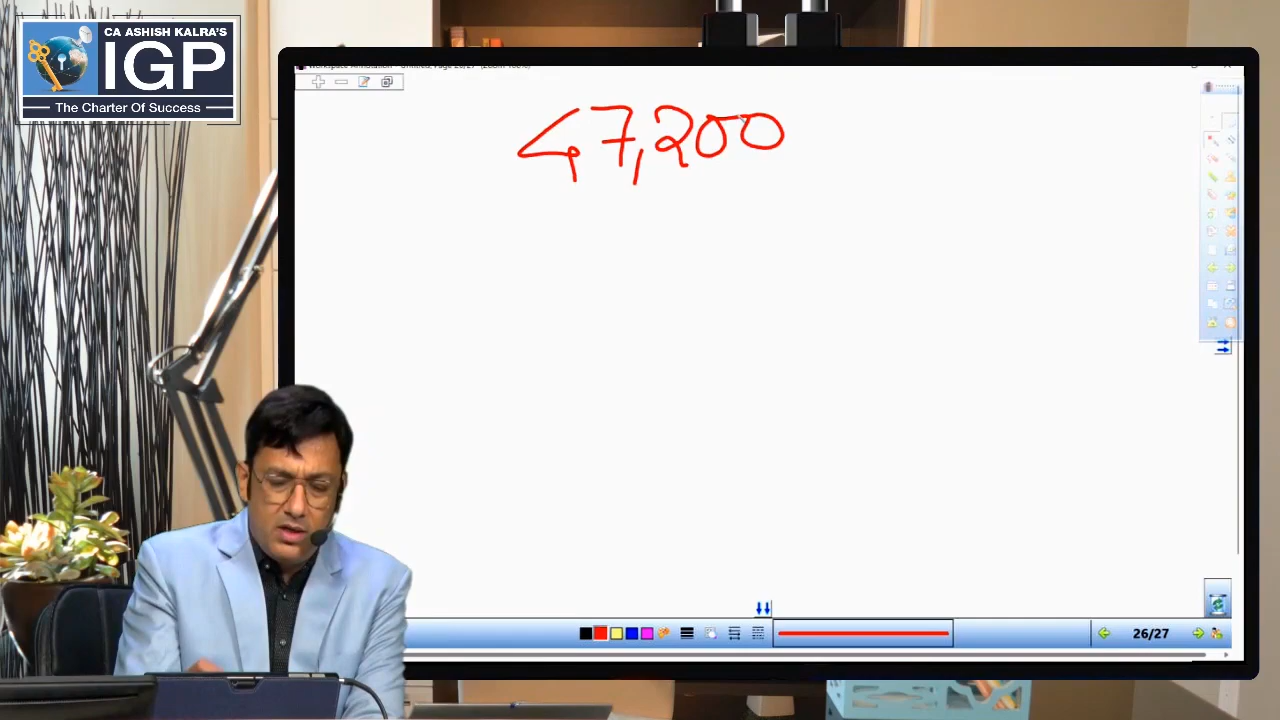 CA ASHISH KALRA'S
IGP
The Charter Of Success
47,200
26/27